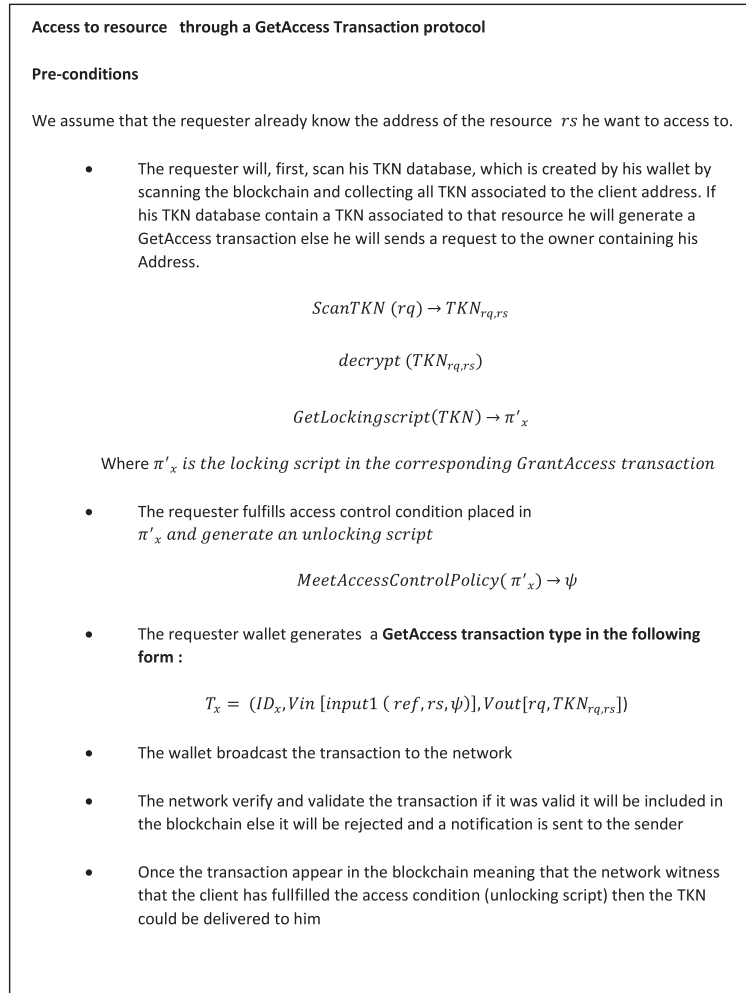 Access to resource through a GetAccess Transaction protocol
Pre-conditions
We assume that the requester already know the address of the resource rs he want to access to.
• The requester will, first, scan his TKN database, which is created by his wallet by
scanning the blockchain and collecting all TKN associated to the client address. If
his TKN database contain a TKN associated to that resource he will generate a
GetAccess transaction else he will sends a request to the owner containing his
Address.
ScanTKN (rq) → TKN_{rq,rs}
decrypt (TKN_{rq,rs})
GetLockingscript(TKN) → π'_x
Where π'_x is the locking script in the corresponding GrantAccess transaction
• The requester fulfills access control condition placed in
π'_x and generate an unlocking script
MeetAccessControlPolicy( π'_x) → ψ
• The requester wallet generates a GetAccess transaction type in the following
form :
T_x = (ID_x, Vin [input1 ( ref, rs, ψ)], Vout[rq, TKN_{rq,rs}])
• The wallet broadcast the transaction to the network
• The network verify and validate the transaction if it was valid it will be included in
the blockchain else it will be rejected and a notification is sent to the sender
• Once the transaction appear in the blockchain meaning that the network witness
that the client has fullfilled the access condition (unlocking script) then the TKN
could be delivered to him